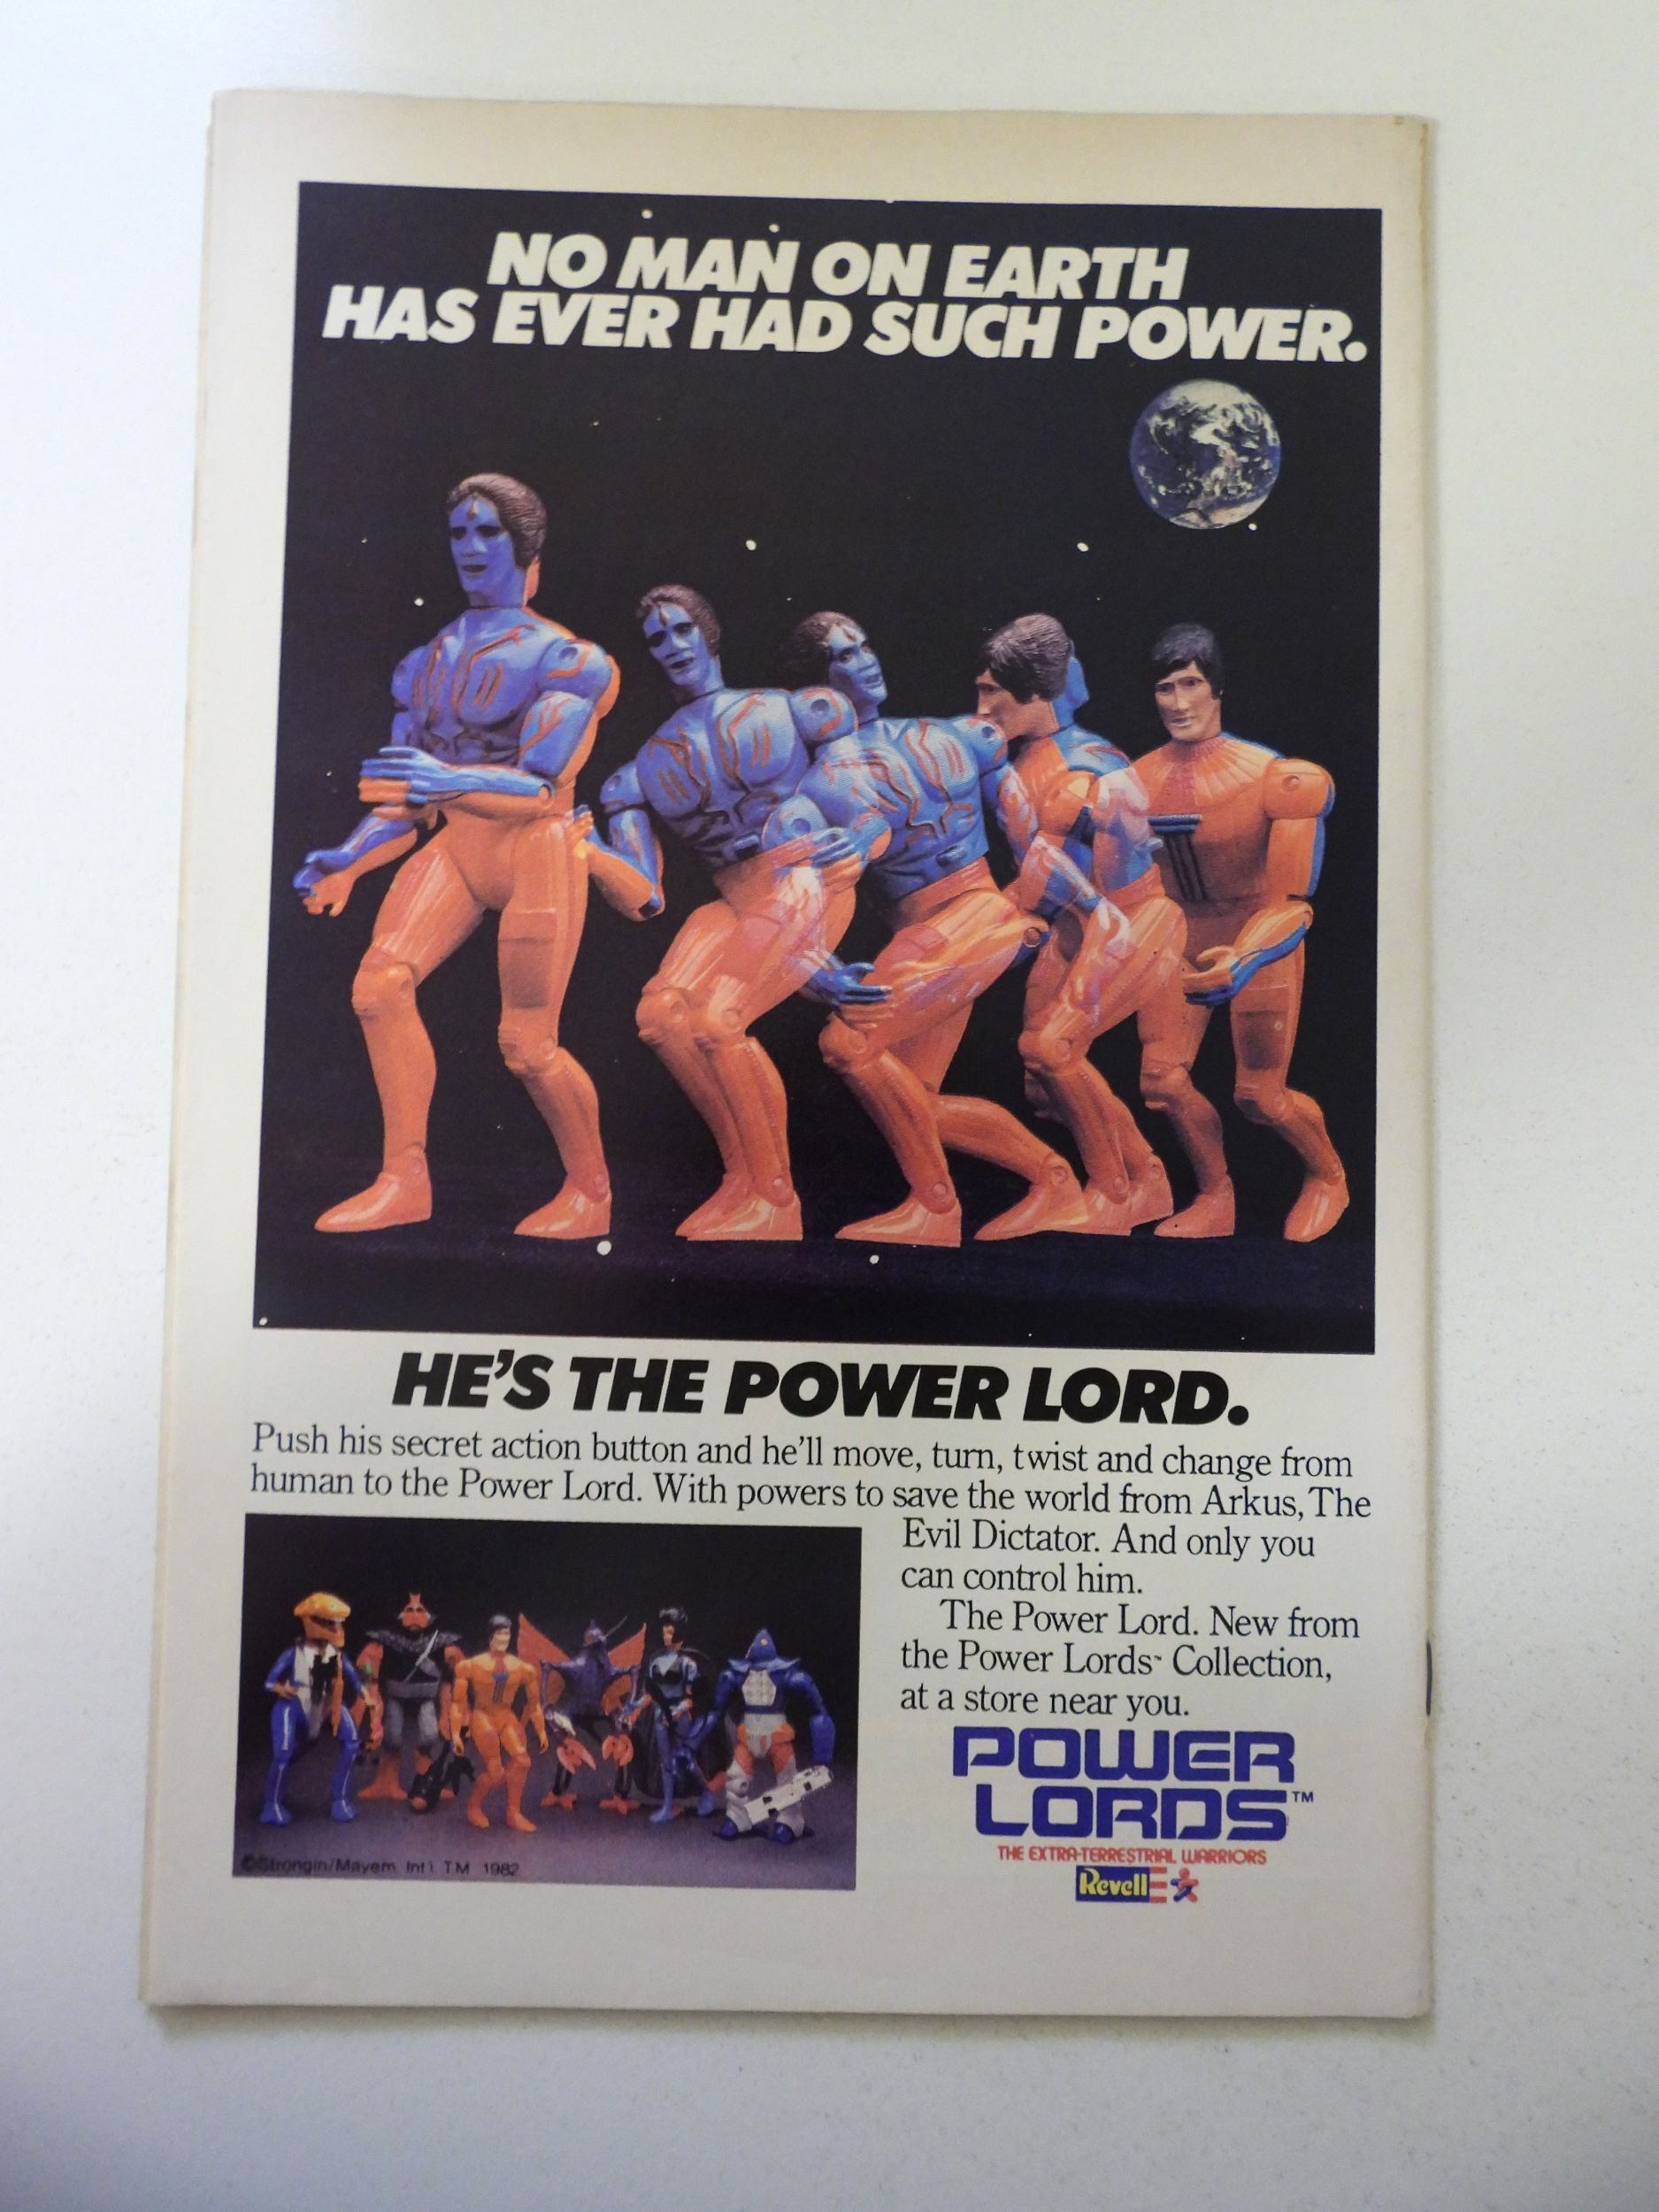 NO MAN ON EARTH
HAS EVER HAD SUCH POWER.
HE'S THE POWER LORD.
Push his secret action button and he'll move, turn, twist and change from
human to the Power Lord. With powers to save the world from Arkus, The
Evil Dictator. And only you
can control him.
The Power Lord. New from
the Power Lords™ Collection,
at a store near you.
©Strongin/Mayem Int'l. T.M. 1982
POWER
LORDS™
THE EXTRA-TERRESTRIAL WARRIORS
Revell